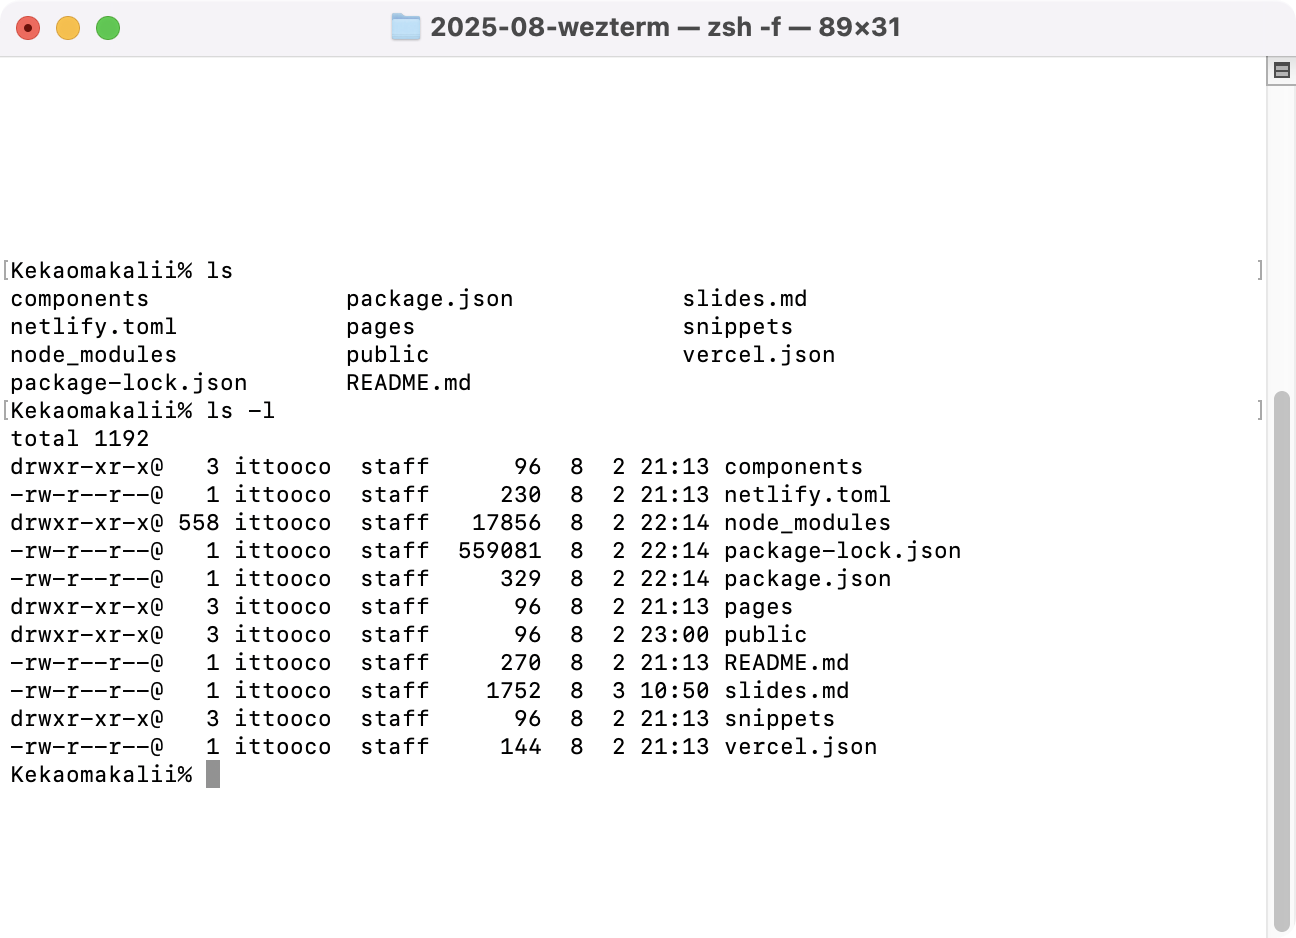 2025-08-wezterm — zsh -f — 89×31
[Kekaomakalii% ls ]
components              package.json            slides.md
netlify.toml            pages                   snippets
node_modules            public                  vercel.json
package-lock.json       README.md
[Kekaomakalii% ls -l ]
total 1192
drwxr-xr-x@   3 ittooco  staff      96  8  2 21:13 components
-rw-r--r--@   1 ittooco  staff     230  8  2 21:13 netlify.toml
drwxr-xr-x@ 558 ittooco  staff   17856  8  2 22:14 node_modules
-rw-r--r--@   1 ittooco  staff  559081  8  2 22:14 package-lock.json
-rw-r--r--@   1 ittooco  staff     329  8  2 22:14 package.json
drwxr-xr-x@   3 ittooco  staff      96  8  2 21:13 pages
drwxr-xr-x@   3 ittooco  staff      96  8  2 23:00 public
-rw-r--r--@   1 ittooco  staff     270  8  2 21:13 README.md
-rw-r--r--@   1 ittooco  staff    1752  8  3 10:50 slides.md
drwxr-xr-x@   3 ittooco  staff      96  8  2 21:13 snippets
-rw-r--r--@   1 ittooco  staff     144  8  2 21:13 vercel.json
Kekaomakalii%